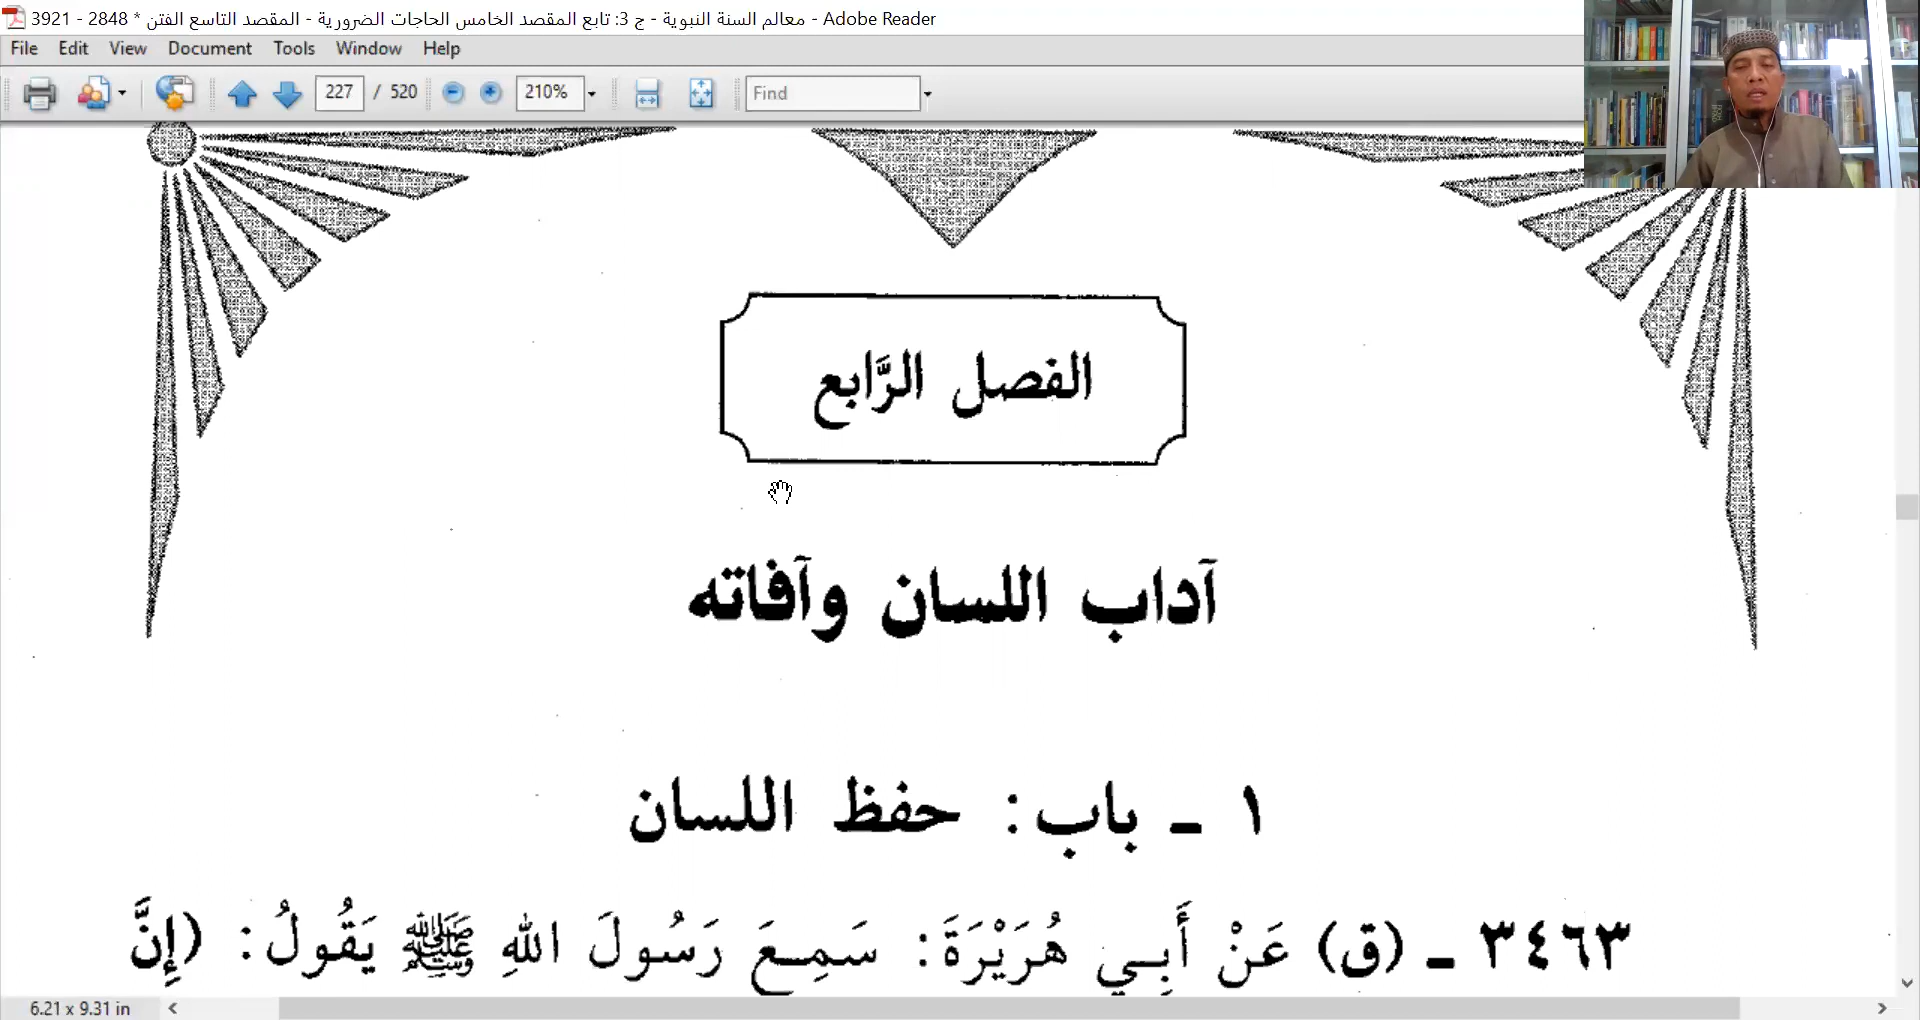 معالم السنة النبوية - ج 3: تابع المقصد الخامس الحاجات الضرورية - المقصد التاسع الفتن * 2848 - 3921 - Adobe Reader
File Edit View Document Tools Window Help
227 / 520 210% Find
الفصل الرَّابع
آداب اللسان وآفاته
١ ـ باب: حفظ اللسان
٣٤٦٣ ـ (ق) عَنْ أَبِي هُرَيْرَةَ: سَمِعَ رَسُولَ اللهِ ﷺ يَقُولُ: (إِنَّ
6.21 x 9.31 in